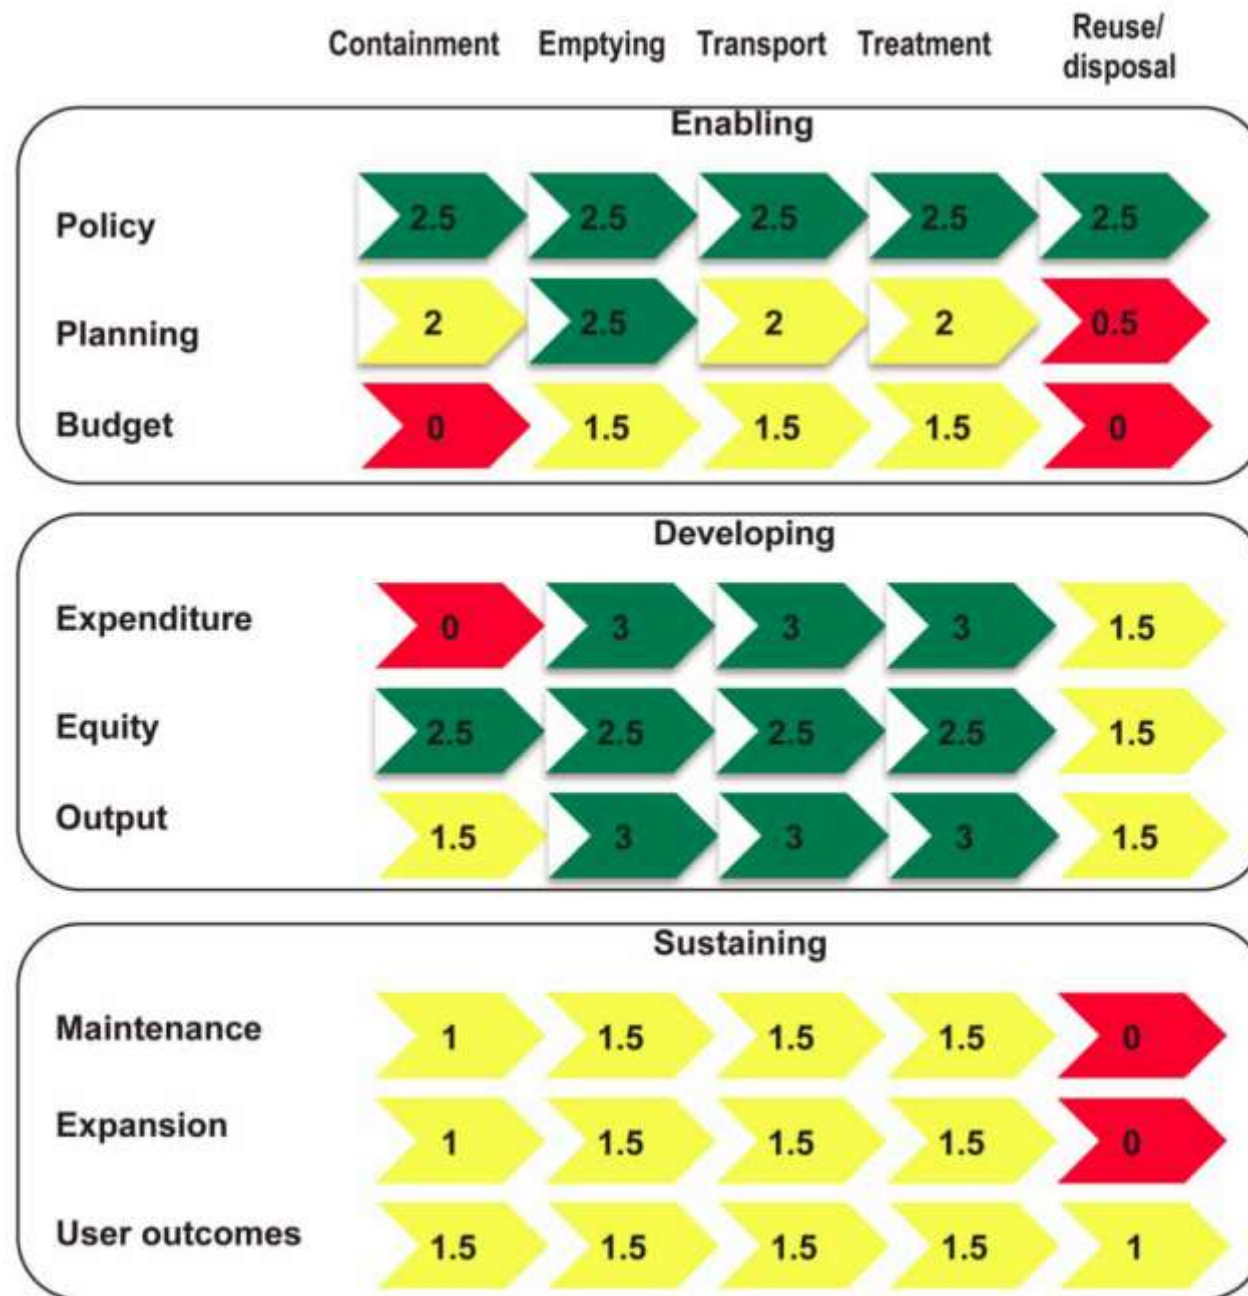 Containment Emptying Transport Treatment Reuse/
disposal
Enabling
Policy 2.5 2.5 2.5 2.5 2.5
Planning 2 2.5 2 2 0.5
Budget 0 1.5 1.5 1.5 0
Developing
Expenditure 0 3 3 3 1.5
Equity 2.5 2.5 2.5 2.5 1.5
Output 1.5 3 3 3 1.5
Sustaining
Maintenance 1 1.5 1.5 1.5 0
Expansion 1 1.5 1.5 1.5 0
User outcomes 1.5 1.5 1.5 1.5 1